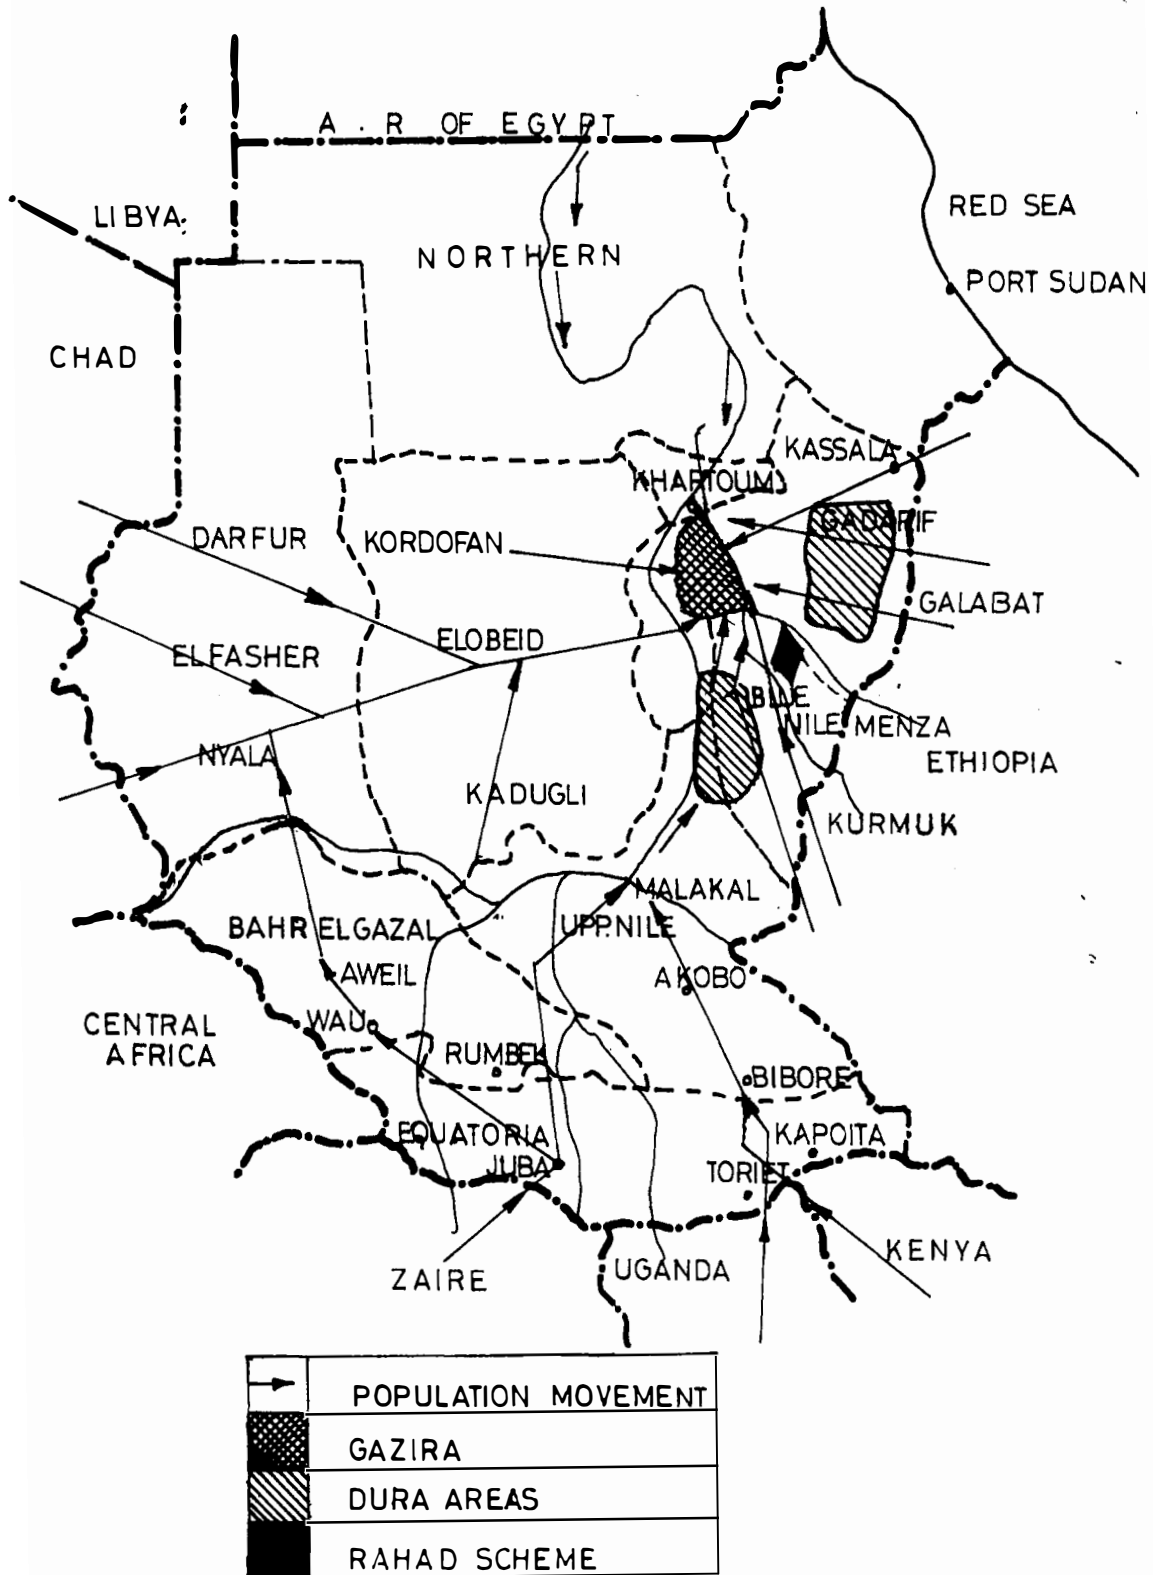 A. R OF EGYPT
LIBYA
RED SEA
NORTHERN
PORT SUDAN
CHAD
KASSALA
KHARTOUM
GADARIF
DARFUR
KORDOFAN
GALABAT
ELOBEID
ELFASHER
BLUE
NILE
MENZA
NYALA
ETHIOPIA
KADUGLI
KURMUK
MALAKAL
BAHR ELGAZAL
UPP.NILE
AWEIL
AKOBO
WAU
CENTRAL
AFRICA
RUMBEK
BIBORE
EQUATORIA
KAPOITA
JUBA
TORIET
KENYA
ZAIRE
UGANDA
POPULATION MOVEMENT
GAZIRA
DURA AREAS
RAHAD SCHEME